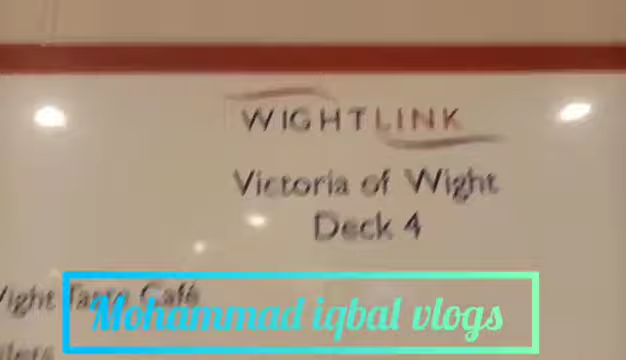 WIGHTLINK
Victoria of Wight
Deck 4
Wight Taste Café
Mohammad iqbal vlogs